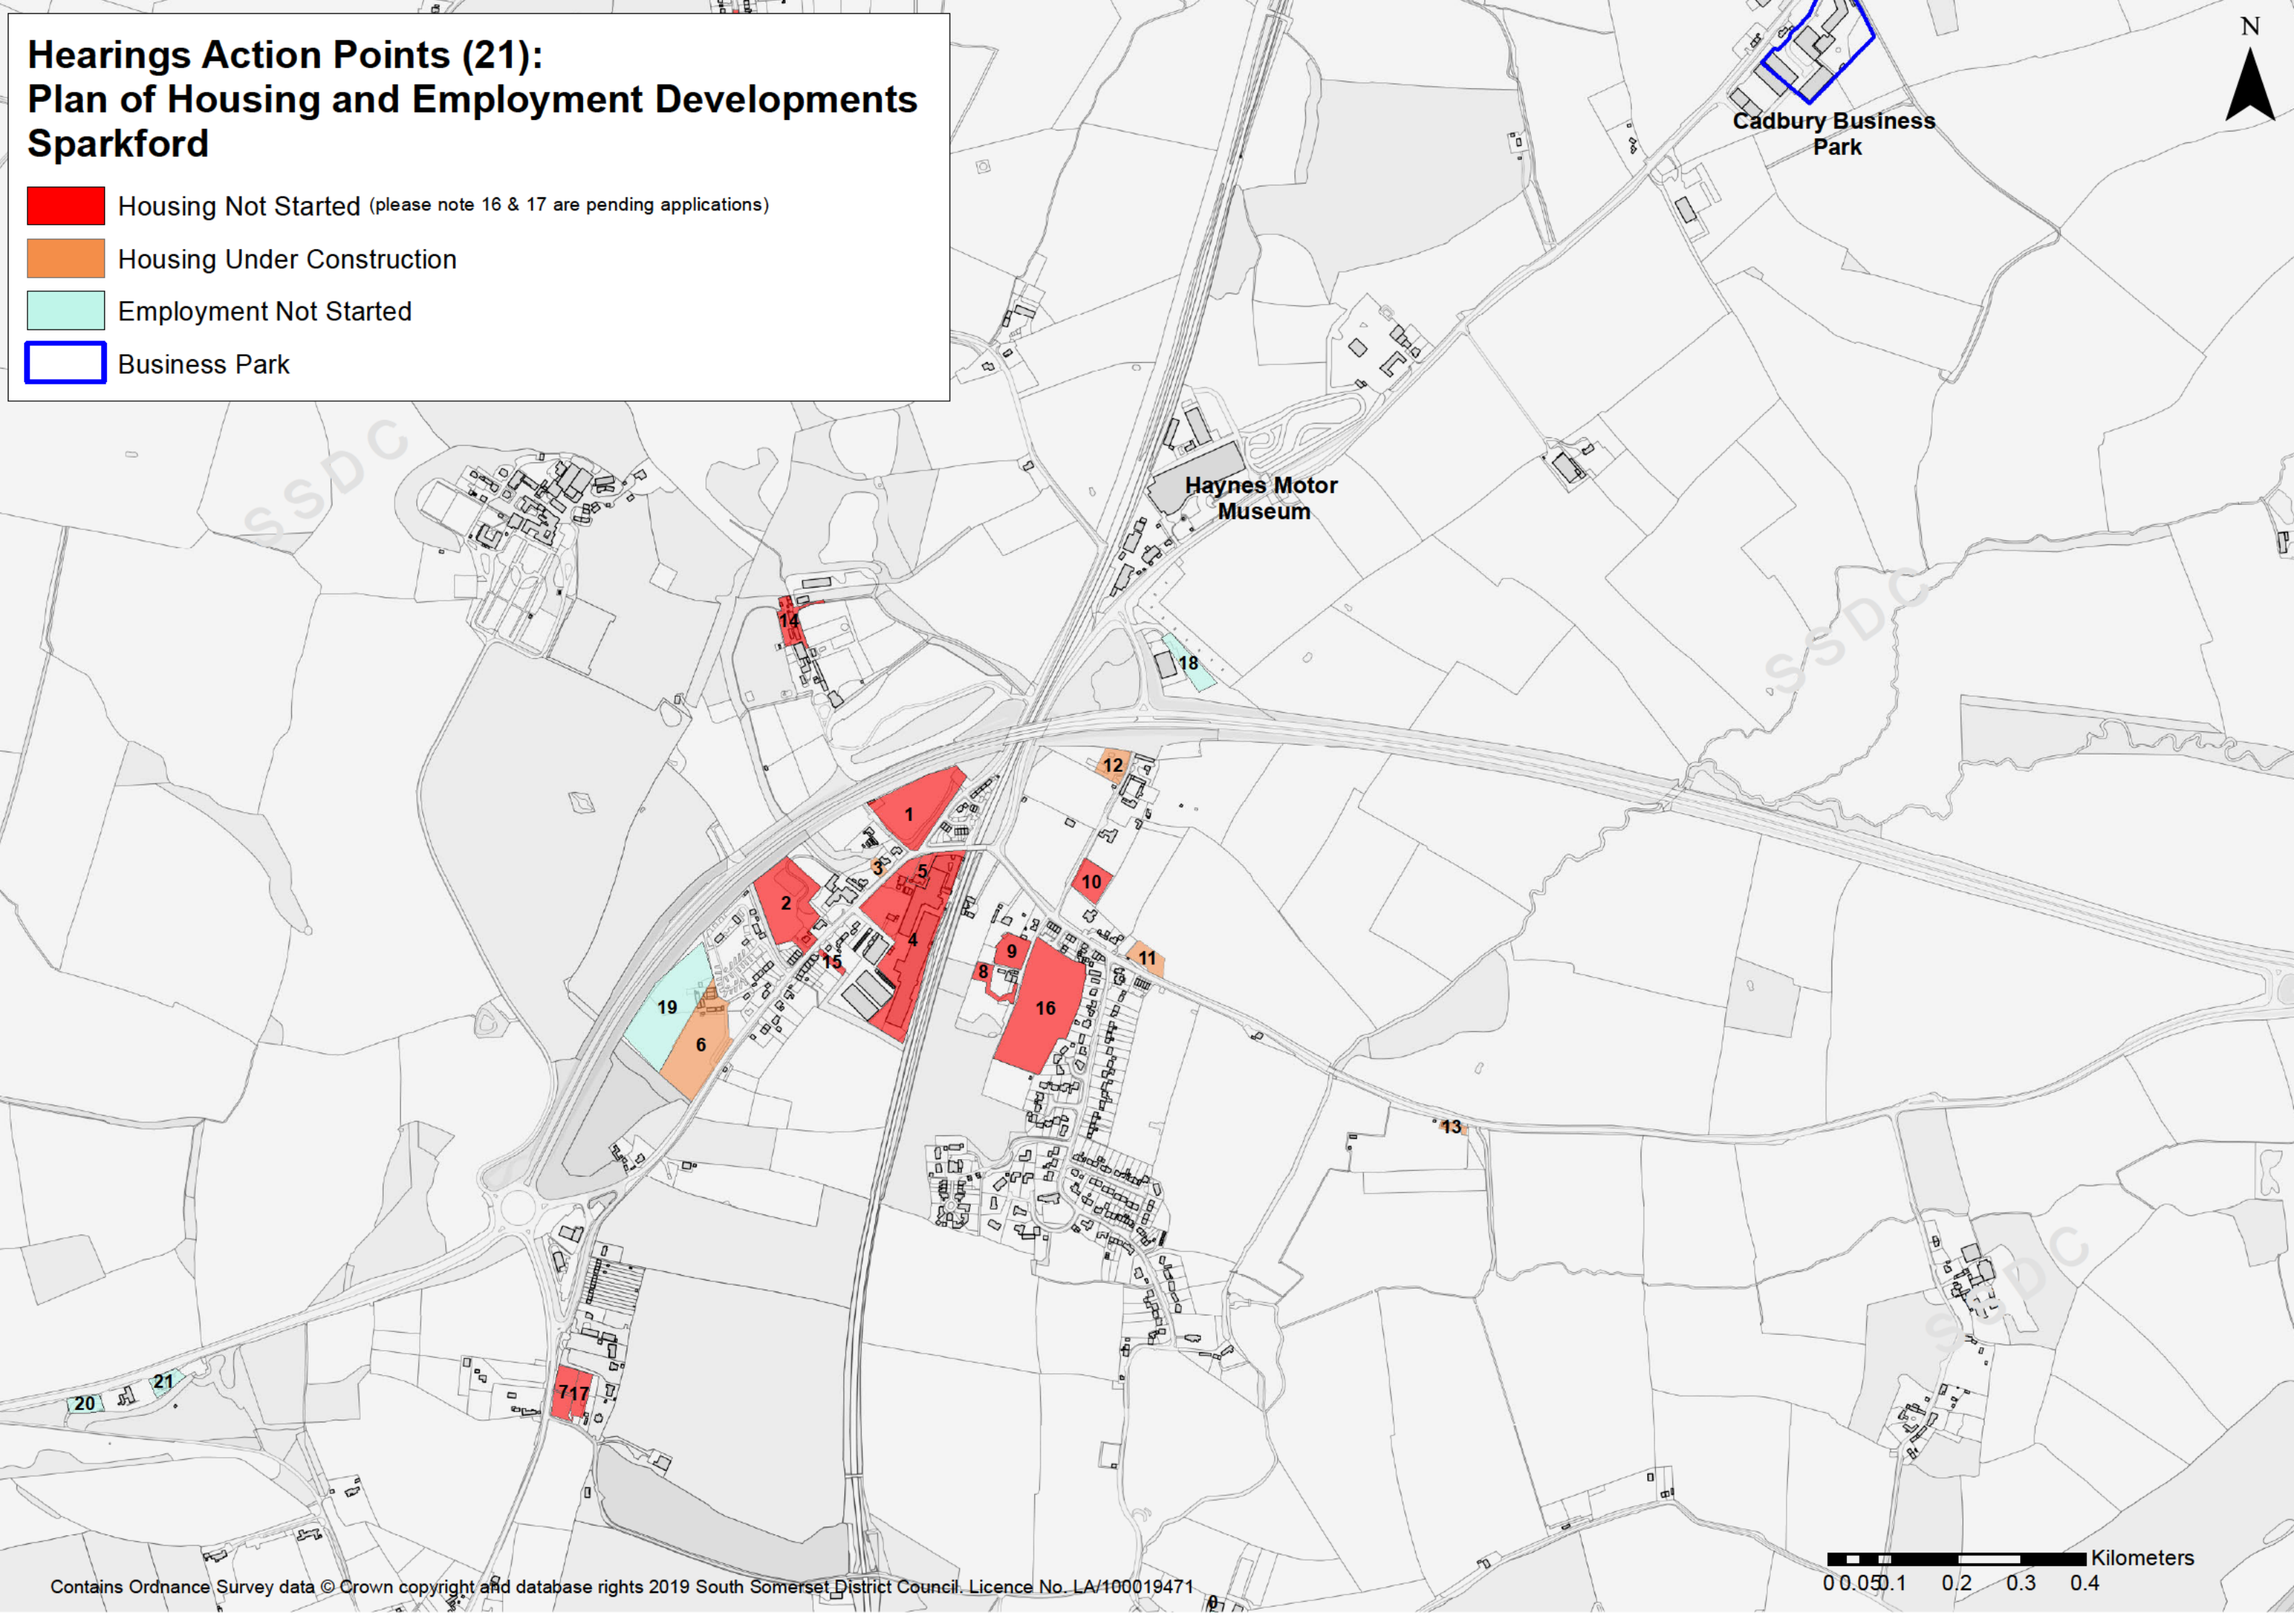 Hearings Action Points (21):
Plan of Housing and Employment Developments
Sparkford
Housing Not Started (please note 16 & 17 are pending applications)
Housing Under Construction
Employment Not Started
Business Park
N
Cadbury Business
Park
SSDC
Haynes Motor
Museum
SSDC
14
18
12
1
3
5
10
2
4
9
11
15
8
19
16
6
13
SSDC
21
7
17
20
Kilometers
0 0.05 0.1 0.2 0.3 0.4
Contains Ordnance Survey data © Crown copyright and database rights 2019 South Somerset District Council. Licence No. LA/100019471
0